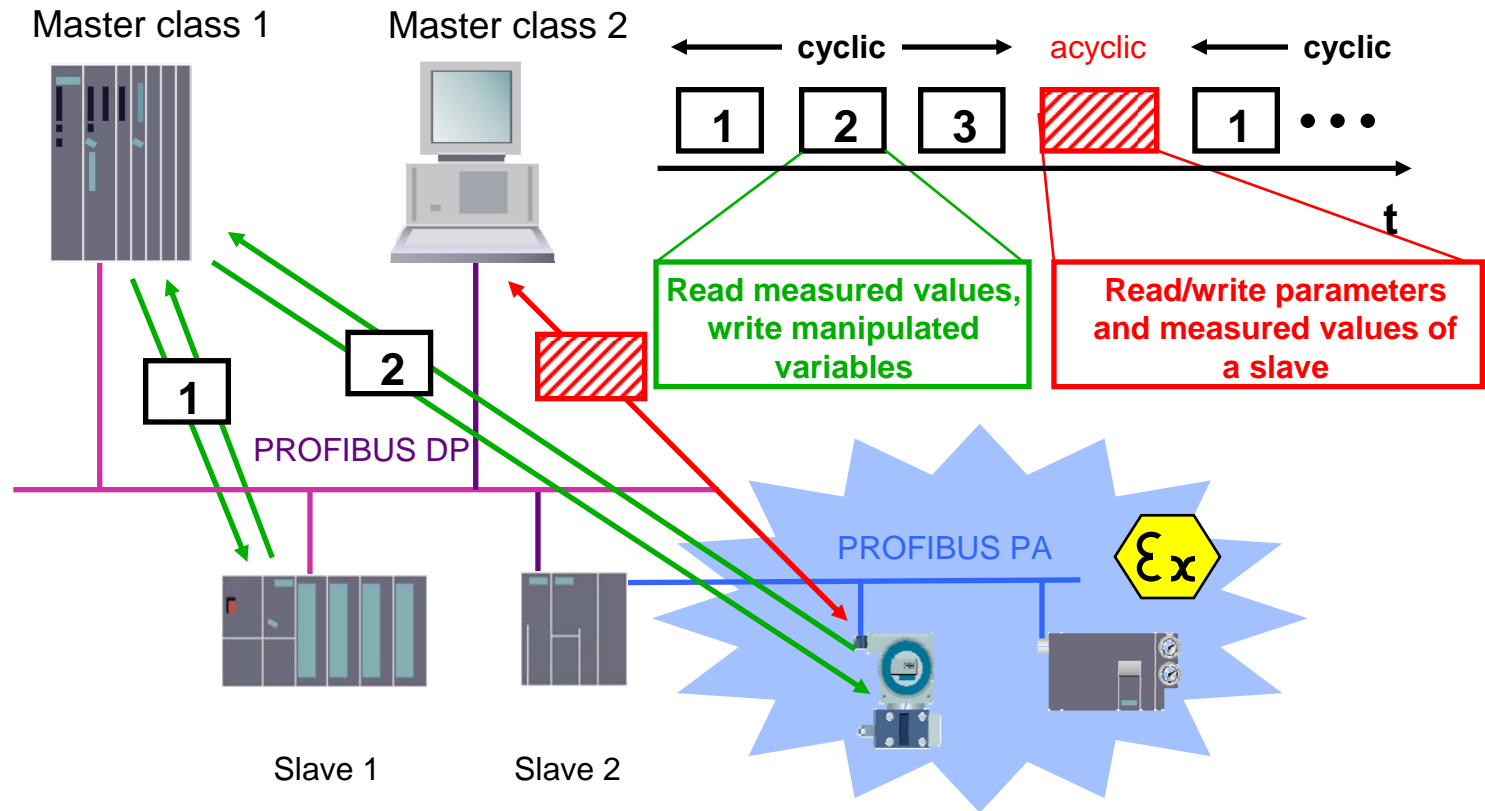 Master class 1
Master class 2
cyclic
acyclic
cyclic
1
2
3
1
t
Read measured values,
write manipulated
variables
Read/write parameters
and measured values of
a slave
1
2
PROFIBUS DP
PROFIBUS PA
Ex
Slave 1
Slave 2